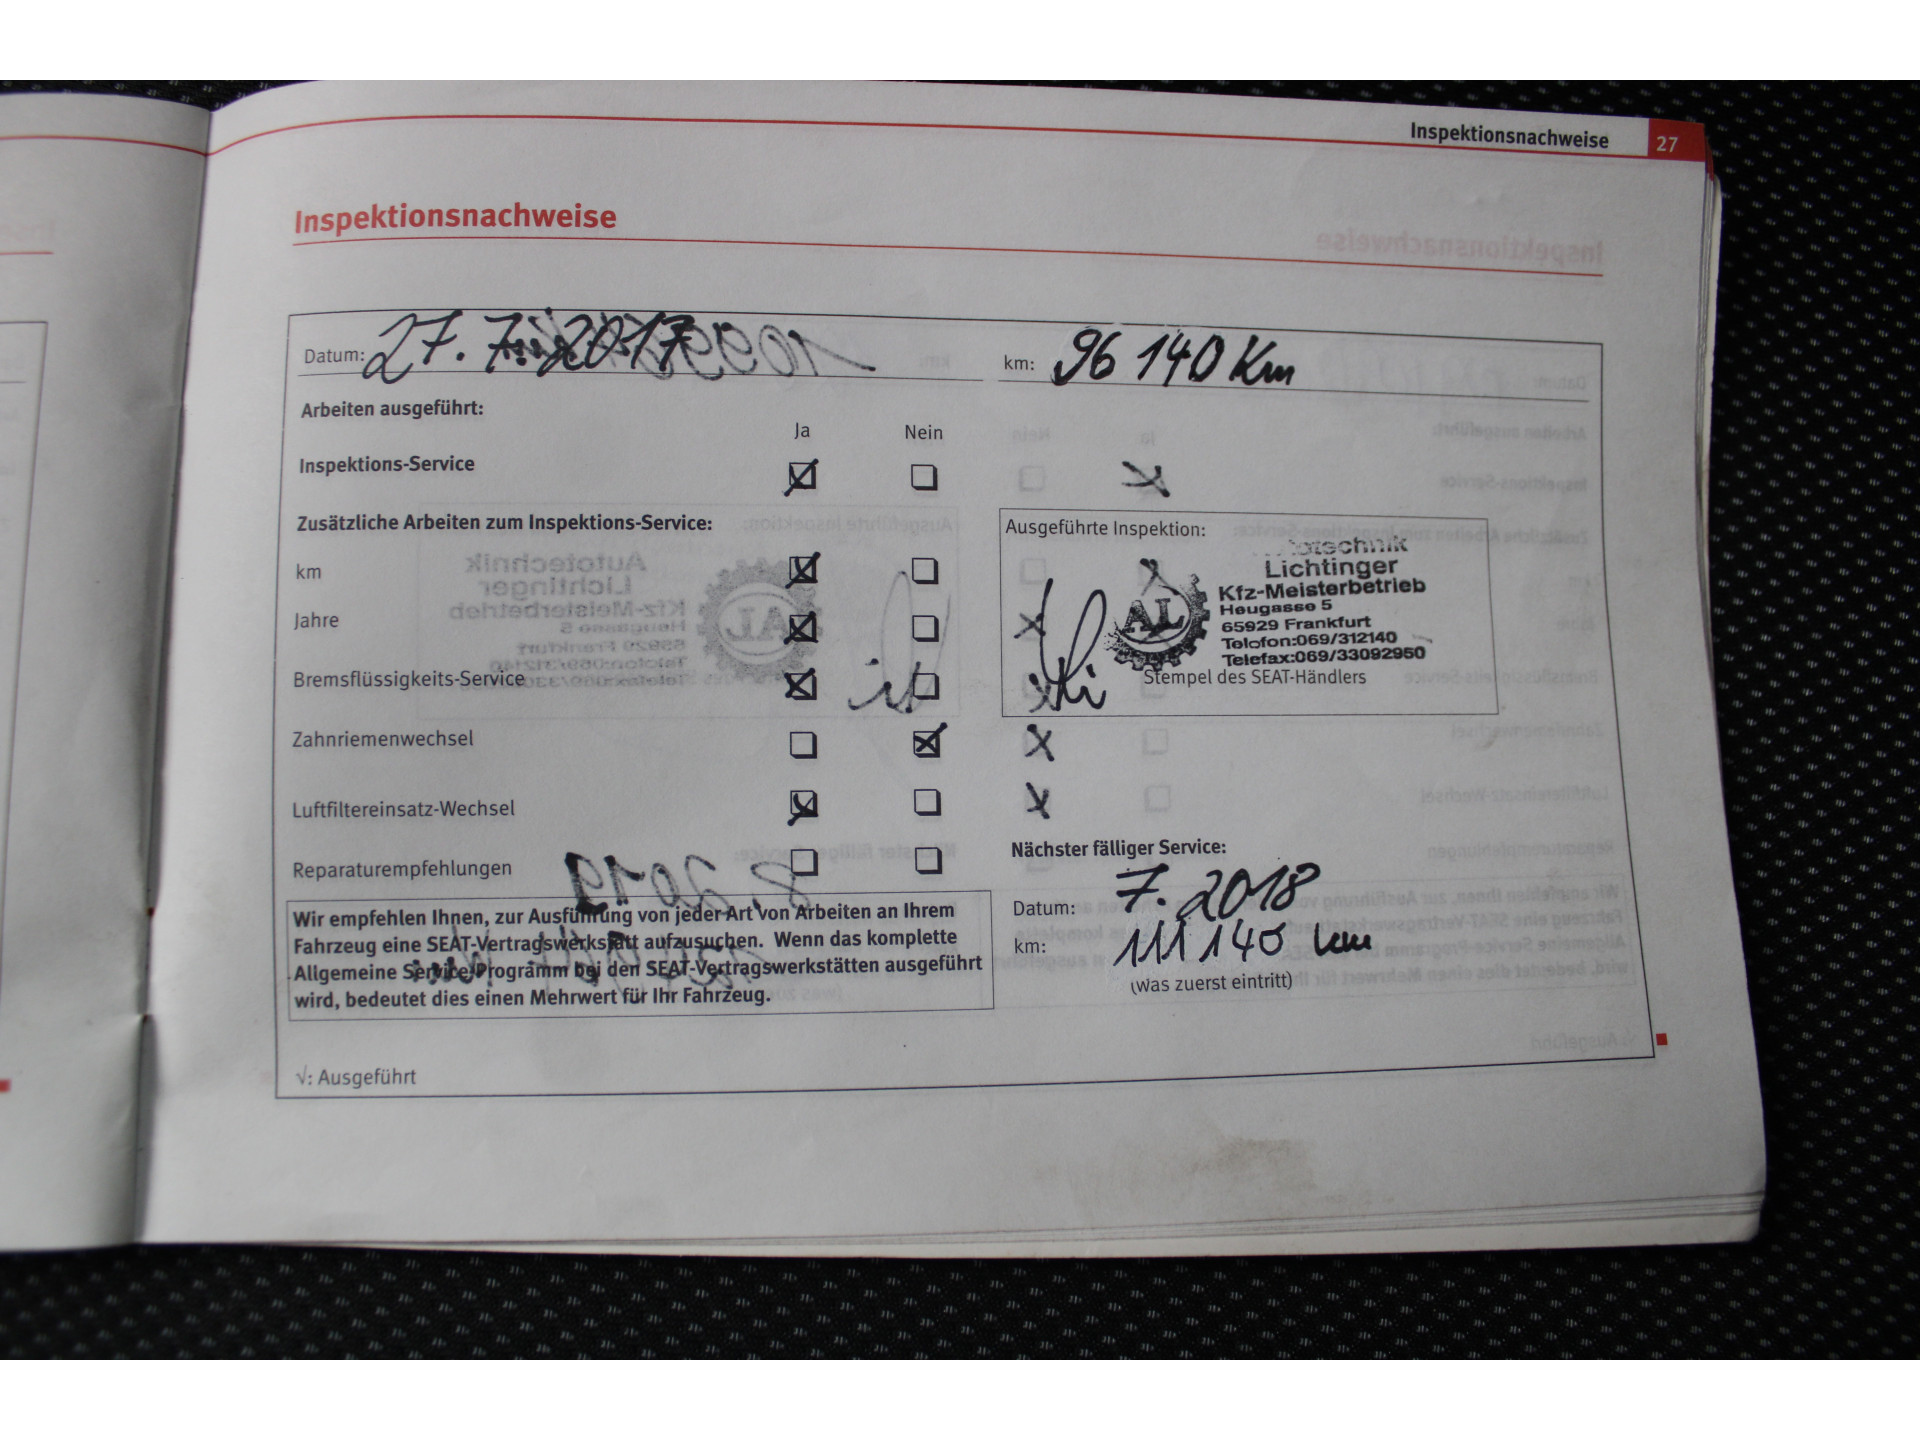 Inspektionsnachweise 27
Inspektionsnachweise
Datum: 27.7.2017 km: 96 140 Km
Arbeiten ausgeführt:
Ja Nein
Inspektions-Service
Zusätzliche Arbeiten zum Inspektions-Service:
km
Jahre
Bremsflüssigkeits-Service
Zahnriemenwechsel
Luftfiltereinsatz-Wechsel
Reparaturempfehlungen
Ausgeführte Inspektion:
Lichtinger
Kfz-Meisterbetrieb
AL
Heugasse 5
65929 Frankfurt
Telofon:069/312140
Telefax:069/33092950
Stempel des SEAT-Händlers
Nächster fälliger Service:
Datum: 7.2018
km: 111 140 km
(was zuerst eintritt)
Wir empfehlen Ihnen, zur Ausführung von jeder Art von Arbeiten an Ihrem
Fahrzeug eine SEAT-Vertragswerkstatt aufzusuchen. Wenn das komplette
Allgemeine Service-Programm bei den SEAT-Vertragswerkstätten ausgeführt
wird, bedeutet dies einen Mehrwert für Ihr Fahrzeug.
√: Ausgeführt